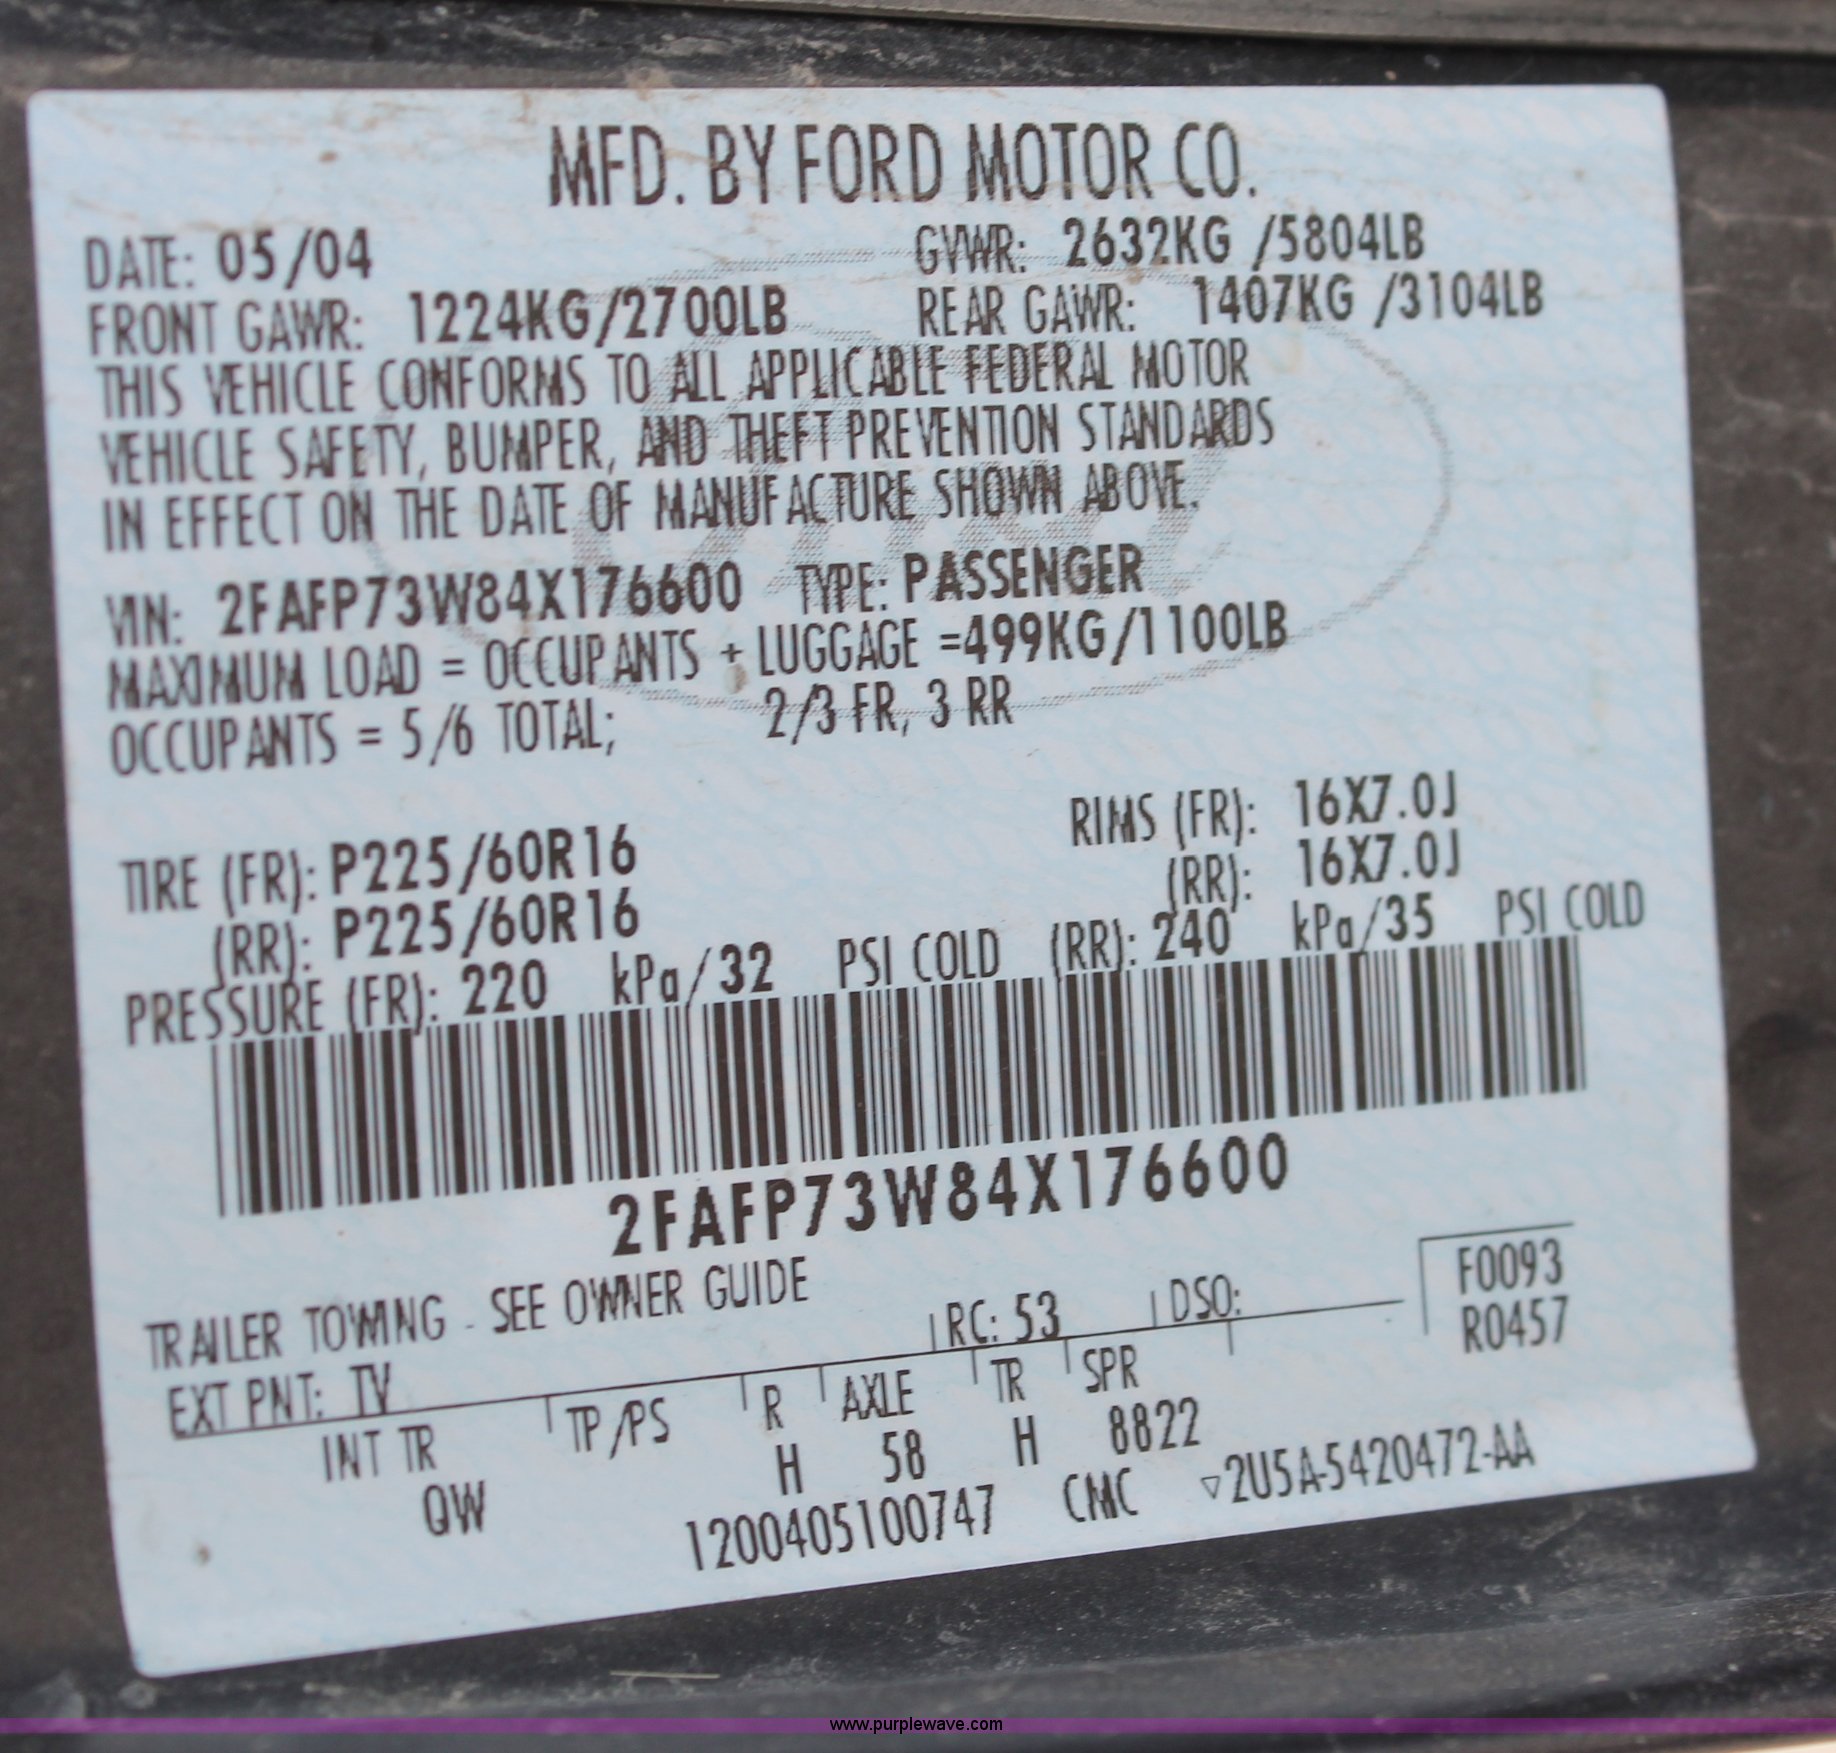 MFD. BY FORD MOTOR CO.
DATE: 05/04 GVWR: 2632KG /5804LB
FRONT GAWR: 1224KG/2700LB REAR GAWR: 1407KG /3104LB
THIS VEHICLE CONFORMS TO ALL APPLICABLE FEDERAL MOTOR
VEHICLE SAFETY, BUMPER, AND THEFT PREVENTION STANDARDS
IN EFFECT ON THE DATE OF MANUFACTURE SHOWN ABOVE.
VIN: 2FAFP73W84X176600 TYPE: PASSENGER
MAXIMUM LOAD = OCCUPANTS + LUGGAGE =499KG/1100LB
OCCUPANTS = 5/6 TOTAL; 2/3 FR, 3 RR
TIRE (FR): P225/60R16 RIMS (FR): 16X7.0J
(RR): P225/60R16 (RR): 16X7.0J
PRESSURE (FR): 220 kPa/32 PSI COLD (RR): 240 kPa/35 PSI COLD
2FAFP73W84X176600
TRAILER TOWING - SEE OWNER GUIDE
F0093
EXT PNT: TV RC: 53 DSO: R0457
INT TR TP/PS R AXLE TR SPR
QW H 58 H 8822
1200405100747 CMC ▽2U5A-5420472-AA
www.purplewave.com